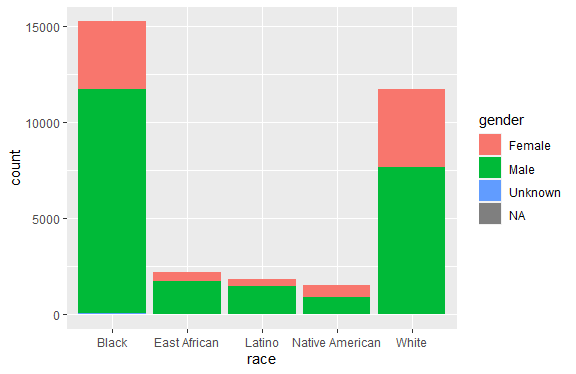 15000
10000
5000
0
count
Black
East African
Latino
Native American
White
race
gender
Female
Male
Unknown
NA